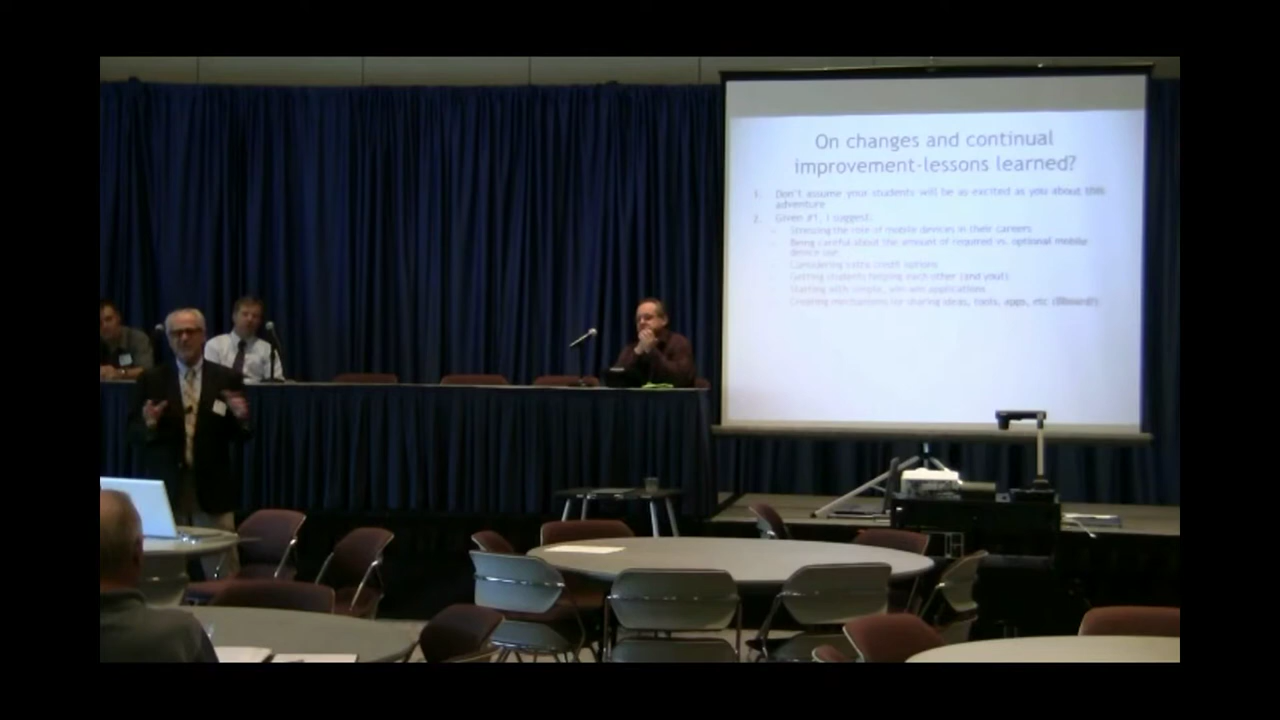 On changes and continual
improvement-lessons learned?
1. Don't assume your students will be as excited as you about this
adventure
2. Given #1, I suggest:
Stressing the role of mobile devices in their careers
Being careful about the amount of required vs. optional mobile
device use
Considering extra credit options
Getting students helping each other (and you!)
Starting with simple, win-win applications
Creating mechanisms for sharing ideas, tools, apps, etc